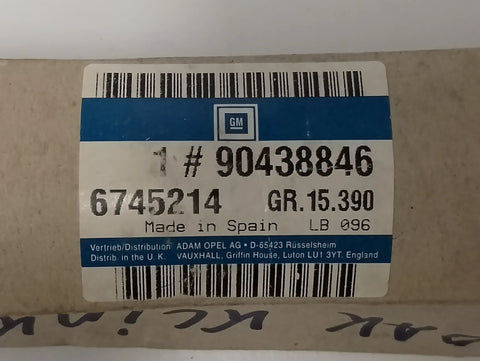 GM
1 # 90438846
6745214 GR.15.390
Made in Spain LB 096
Vertrieb/Distribution ADAM OPEL AG • D-65423 Rüsselsheim
Distrib. in the U. K. VAUXHALL, Griffin House, Luton LU1 3YT. England